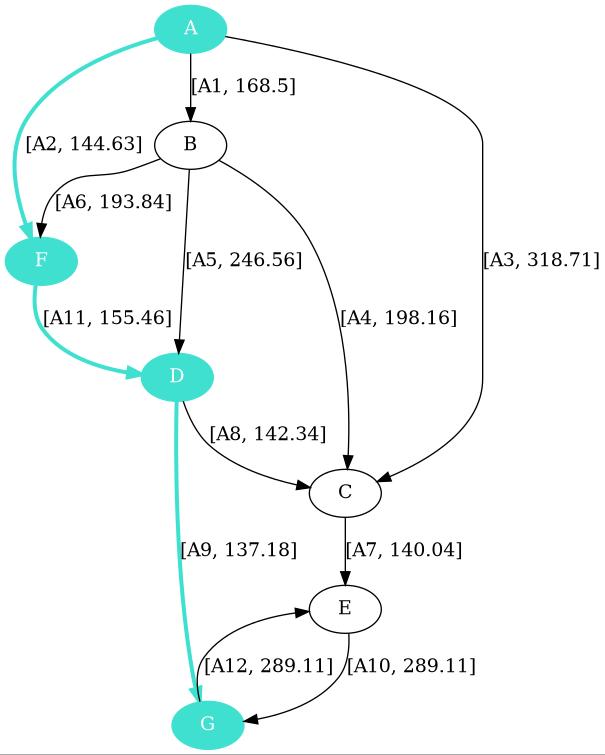 A
[A1, 168.5]
[A2, 144.63]
B
[A6, 193.84]
F
[A5, 246.56]
[A3, 318.71]
[A11, 155.46]
[A4, 198.16]
D
[A8, 142.34]
C
[A9, 137.18]
[A7, 140.04]
E
[A12, 289.11]
[A10, 289.11]
G